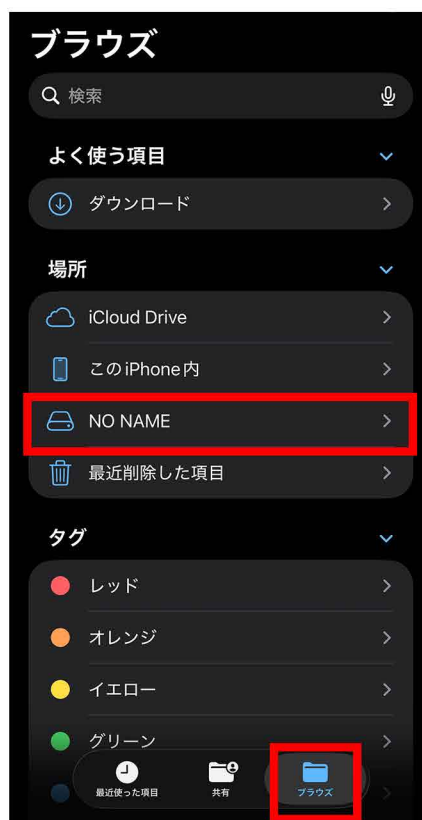 ブラウズ
検索
よく使う項目
ダウンロード
場所
iCloud Drive
このiPhone内
NO NAME
最近削除した項目
タグ
レッド
オレンジ
イエロー
グリーン
最近使った項目
共有
ブラウズ